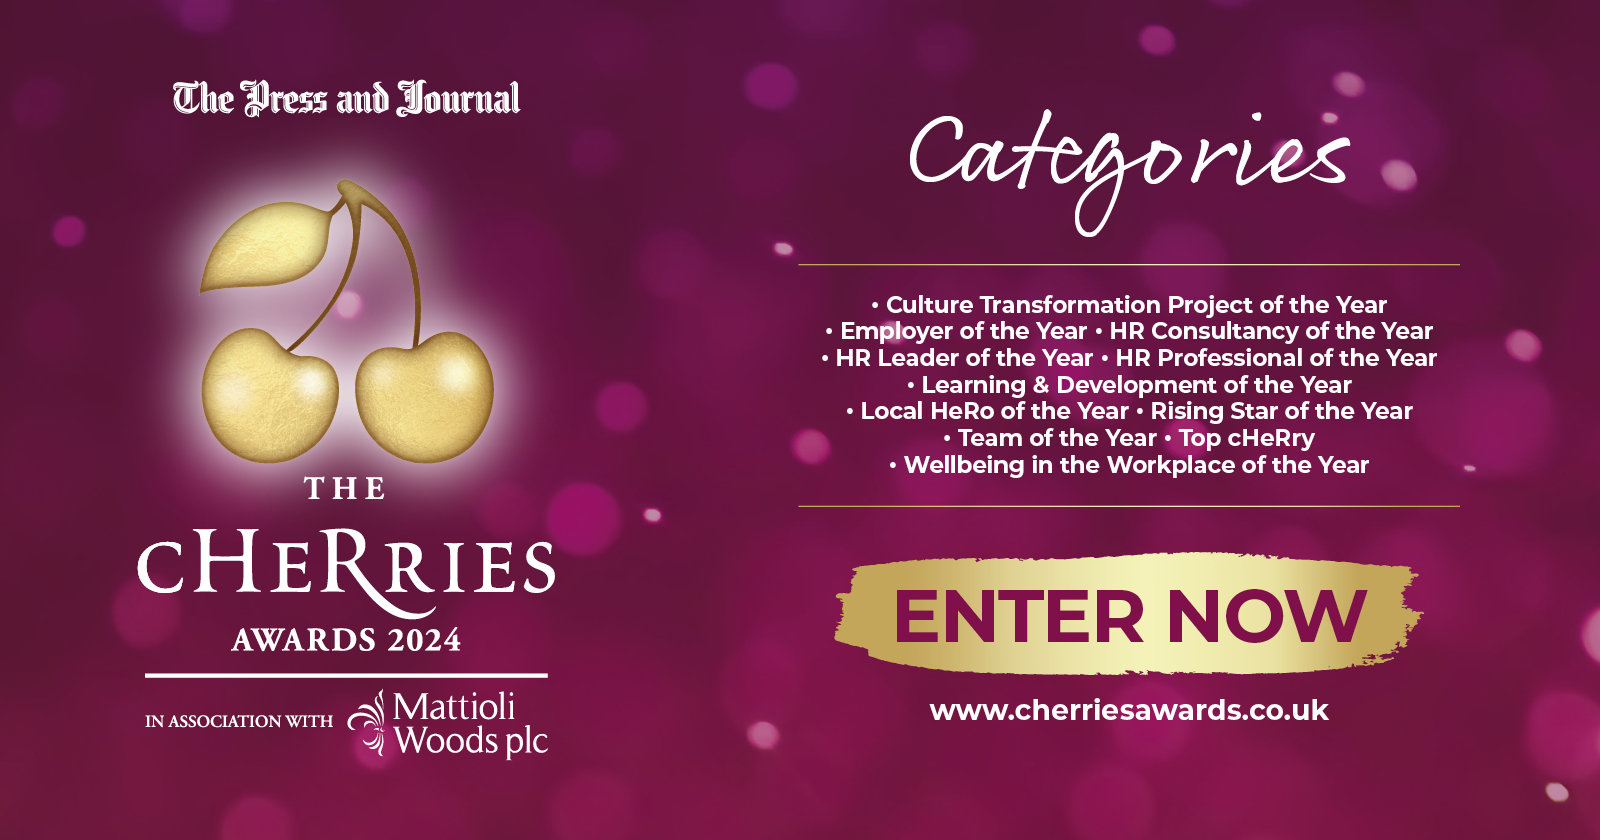 The Press and Journal
THE
cHeRRIES
AWARDS 2024
IN ASSOCIATION WITH
Mattioli
Woods plc
Categories
• Culture Transformation Project of the Year
• Employer of the Year • HR Consultancy of the Year
• HR Leader of the Year • HR Professional of the Year
• Learning & Development of the Year
• Local HeRo of the Year • Rising Star of the Year
• Team of the Year • Top cHeRry
• Wellbeing in the Workplace of the Year
ENTER NOW
www.cherriesawards.co.uk